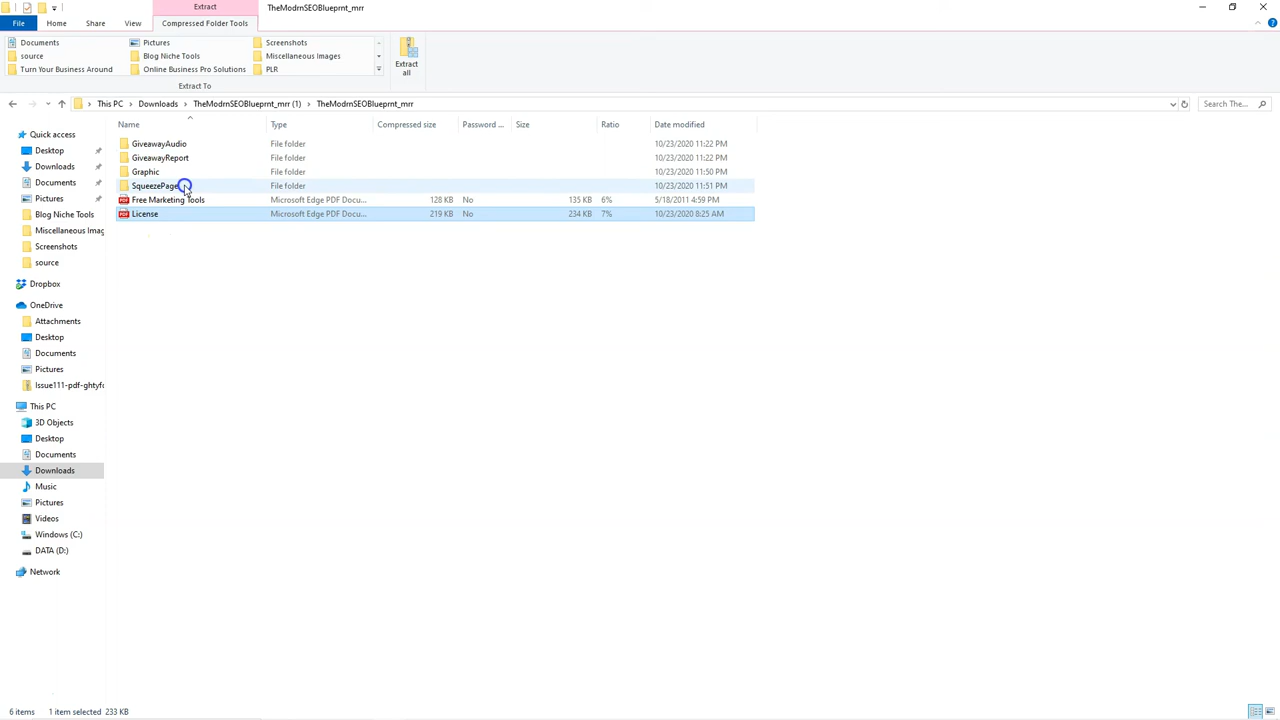 Extract
TheModrnSEOBlueprnt_mrr
File
Home
Share
View
Compressed Folder Tools
Documents
Pictures
Screenshots
source
Blog Niche Tools
Miscellaneous Images
Turn Your Business Around
Online Business Pro Solutions
PLR
Extract all
Extract To
This PC > Downloads > TheModrnSEOBlueprnt_mrr (1) > TheModrnSEOBlueprnt_mrr
Search The...
Name Type Compressed size Password ... Size Ratio Date modified
GiveawayAudio File folder 10/23/2020 11:22 PM
GiveawayReport File folder 10/23/2020 11:22 PM
Graphic File folder 10/23/2020 11:50 PM
SqueezePage File folder 10/23/2020 11:51 PM
Free Marketing Tools Microsoft Edge PDF Docu... 128 KB No 135 KB 6% 5/18/2011 4:59 PM
License Microsoft Edge PDF Docu... 219 KB No 234 KB 7% 10/23/2020 8:25 AM
Quick access
Desktop
Downloads
Documents
Pictures
Blog Niche Tools
Miscellaneous Imag
Screenshots
source
Dropbox
OneDrive
Attachments
Desktop
Documents
Pictures
Issue111-pdf-ghtyfc
This PC
3D Objects
Desktop
Documents
Downloads
Music
Pictures
Videos
Windows (C:)
DATA (D:)
Network
6 items 1 item selected 233 KB